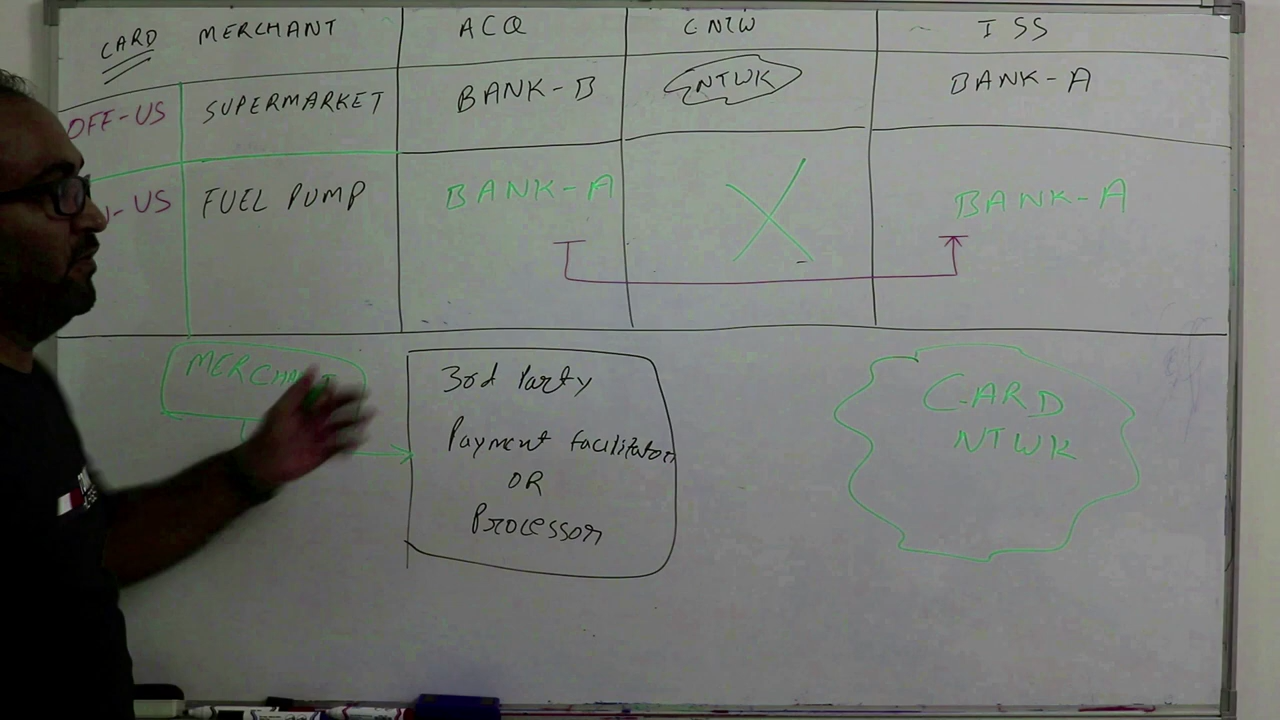 CARD MERCHANT ACQ CNTW ISS
OFF-US SUPERMARKET BANK-B NTWK BANK-A
-US FUEL PUMP BANK-A X BANK-A
MERCHANT
3rd Party
Payment facilitator
OR
Processor
CARD
NTWK